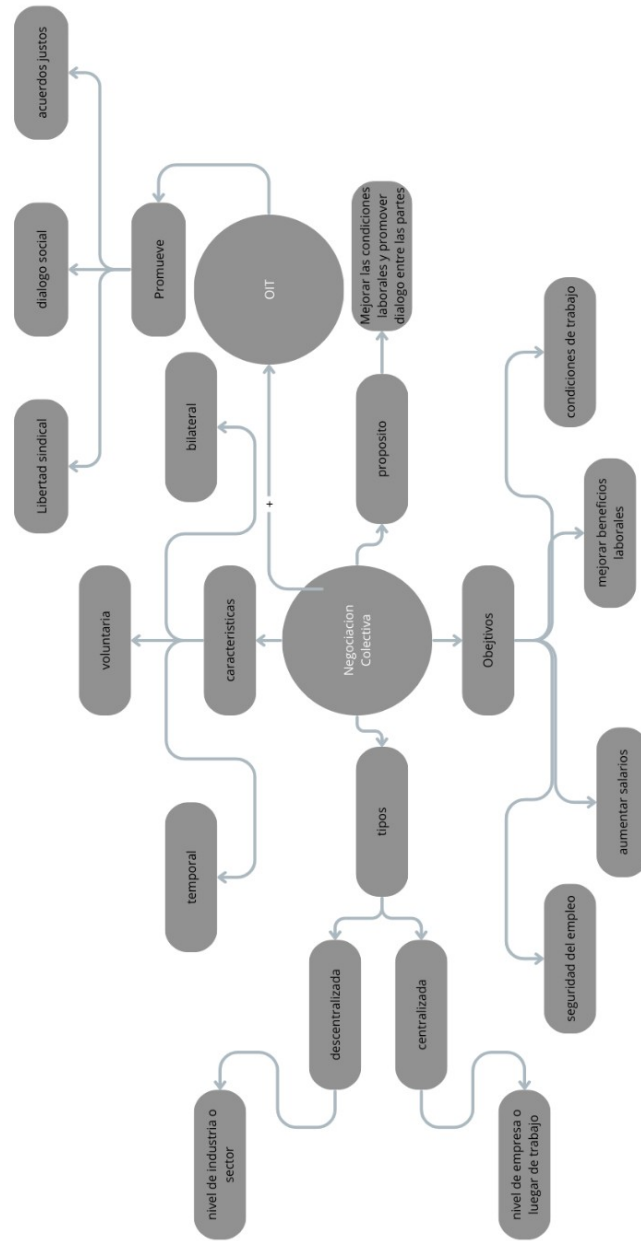 acuerdos justos
dialogo social
Libertad sindical
Promueve
OIT
bilateral
voluntaria
temporal
caracteristicas
+
Mejorar las condiciones
laborales y promover
dialogo entre las partes
proposito
Negociacion
Colectiva
tipos
descentralizada
centralizada
nivel de industria o
sector
nivel de empresa o
luegar de trabajo
Obejtivos
condiciones de trabajo
mejorar beneficios
laborales
aumentar salarios
seguridad del empleo